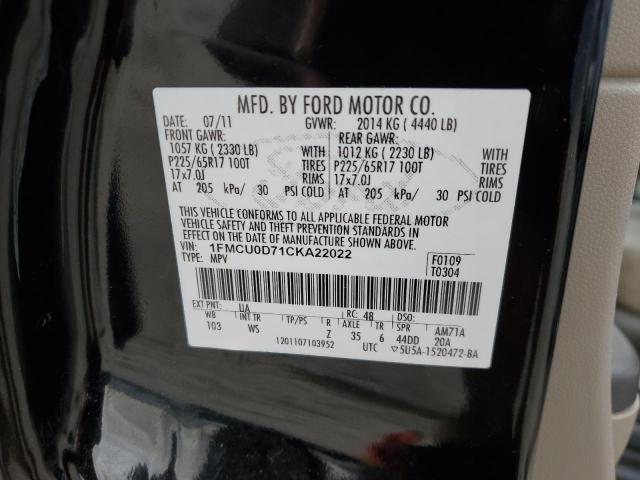 MFD. BY FORD MOTOR CO.
DATE: 07/11 GVWR: 2014 KG ( 4440 LB)
FRONT GAWR: REAR GAWR:
1057 KG ( 2330 LB) WITH 1012 KG ( 2230 LB) WITH
P225/65R17 100T TIRES P225/65R17 100T TIRES
17x7.0J RIMS 17x7.0J RIMS
AT 205 kPa/ 30 PSI COLD AT 205 kPa/ 30 PSI COLD
THIS VEHICLE CONFORMS TO ALL APPLICABLE FEDERAL MOTOR
VEHICLE SAFETY AND THEFT PREVENTION STANDARDS IN
EFFECT ON THE DATE OF MANUFACTURE SHOWN ABOVE.
VIN: 1FMCU0D71CKA22022 F0109
TYPE: MPV T0304
EXT PNT: UA RC: 48 DSO:
WB INT TR TP/PS R AXLE TR SPR AM71A
103 WS Z 35 6 44DD 20A
1201107103952 UTC 5U5A-1520472-BA